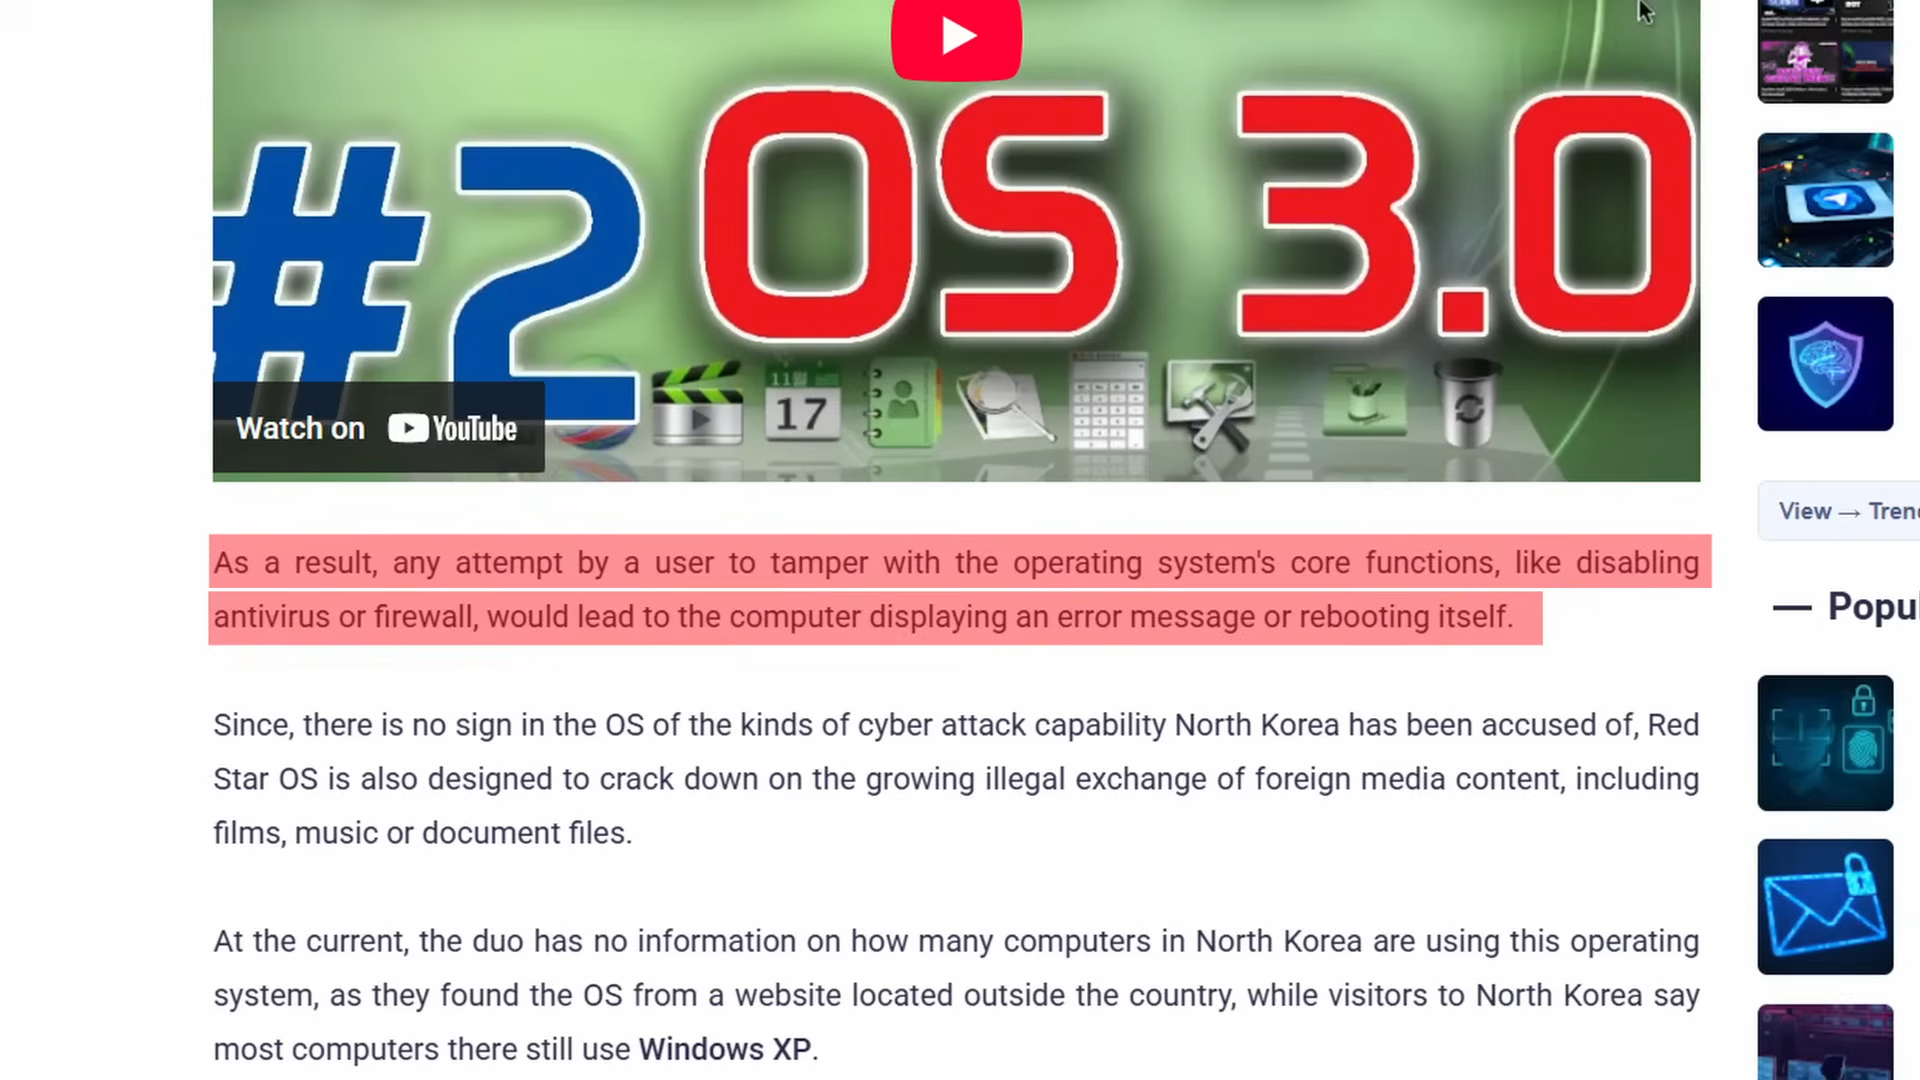 #2 OS 3.0
17
Watch on YouTube
As a result, any attempt by a user to tamper with the operating system's core functions, like disabling
antivirus or firewall, would lead to the computer displaying an error message or rebooting itself.
Since, there is no sign in the OS of the kinds of cyber attack capability North Korea has been accused of, Red
Star OS is also designed to crack down on the growing illegal exchange of foreign media content, including
films, music or document files.
At the current, the duo has no information on how many computers in North Korea are using this operating
system, as they found the OS from a website located outside the country, while visitors to North Korea say
most computers there still use Windows XP.
View → Tren
Popul